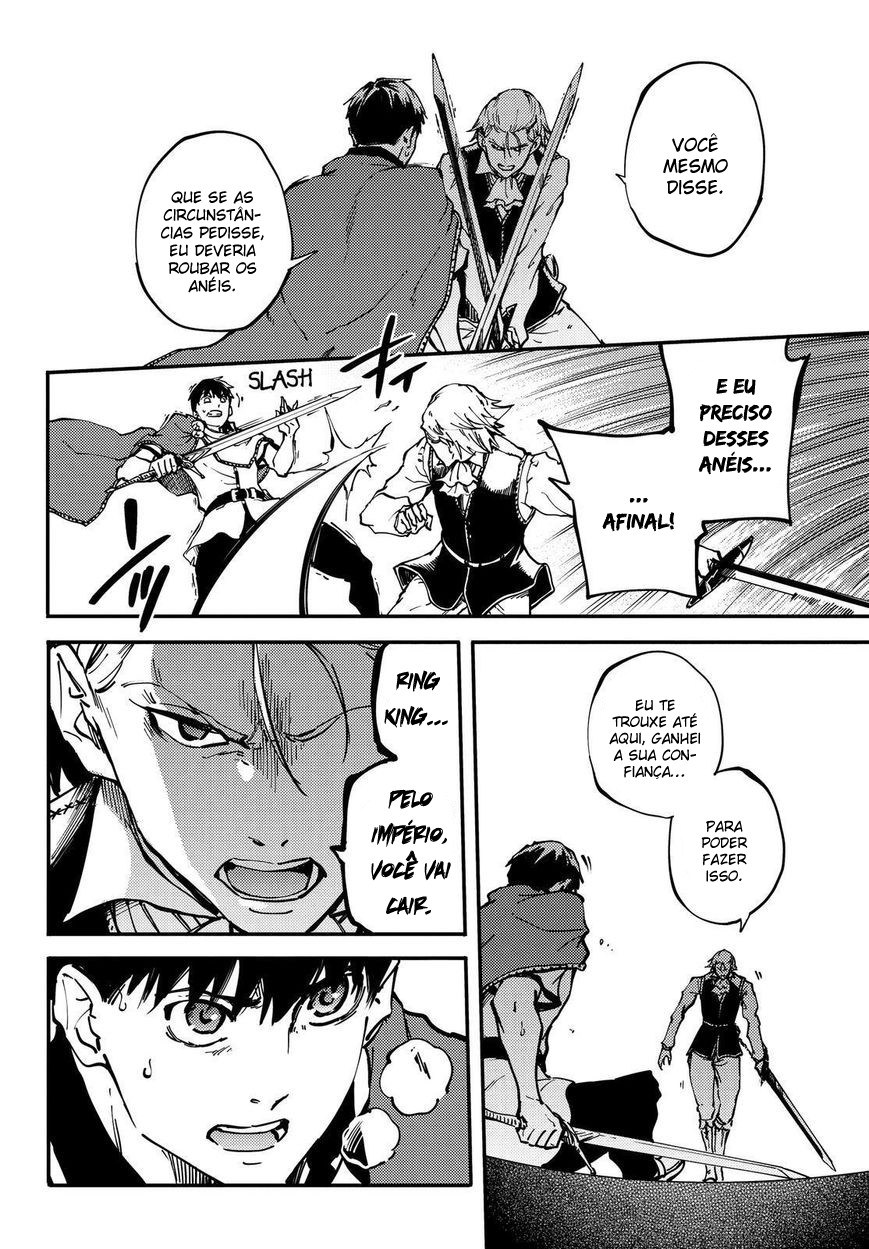 VOCÊ
MESMO
DISSE.
QUE SE AS
CIRCUNSTÂN-
CIAS PEDISSE,
EU DEVERIA
ROUBAR OS
ANÉIS.
E EU
PRECISO
DESSES
ANÉIS...
...
AFINAL!
SLASH
EU TE
TROUXE ATÉ
AQUI, GANHEI
A SUA CON-
FIANÇA...
PARA
PODER
FAZER
ISSO.
RING
KING...
PELO
IMPÉRIO,
VOCÊ VAI
CAIR.